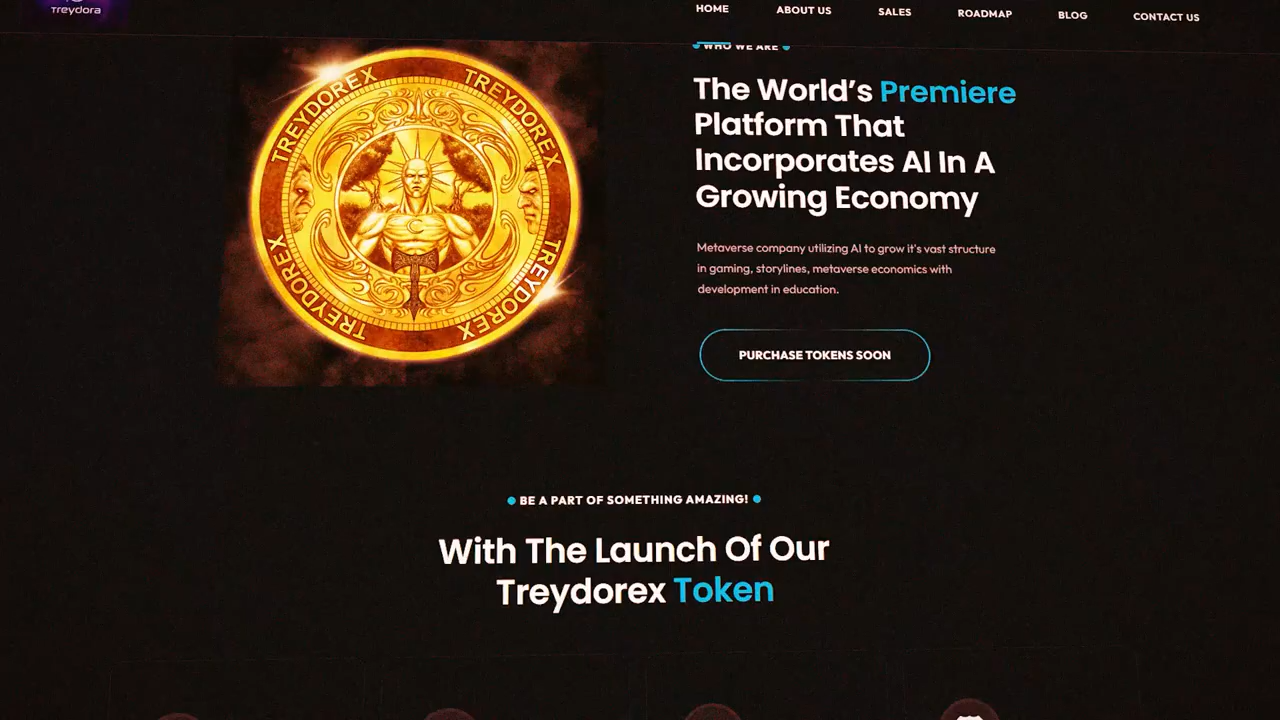 Treydora
HOME
ABOUT US
SALES
ROADMAP
BLOG
CONTACT US
TREYDOREX
TREYDOREX
TREYDOREX
TREYDOREX
WHO WE ARE
The World's Premiere
Platform That
Incorporates AI In A
Growing Economy
Metaverse company utilizing AI to grow it's vast structure
in gaming, storylines, metaverse economics with
development in education.
PURCHASE TOKENS SOON
BE A PART OF SOMETHING AMAZING!
With The Launch Of Our
Treydorex Token